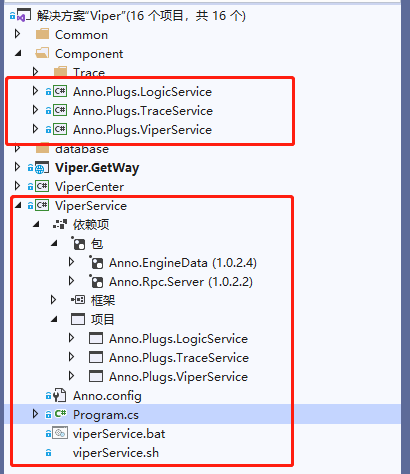 解决方案"Viper"(16 个项目，共 16 个)
Common
Component
Trace
Anno.Plugs.LogicService
Anno.Plugs.TraceService
Anno.Plugs.ViperService
database
Viper.GetWay
ViperCenter
ViperService
依赖项
包
Anno.EngineData (1.0.2.4)
Anno.Rpc.Server (1.0.2.2)
框架
项目
Anno.Plugs.LogicService
Anno.Plugs.TraceService
Anno.Plugs.ViperService
Anno.config
Program.cs
viperService.bat
viperService.sh